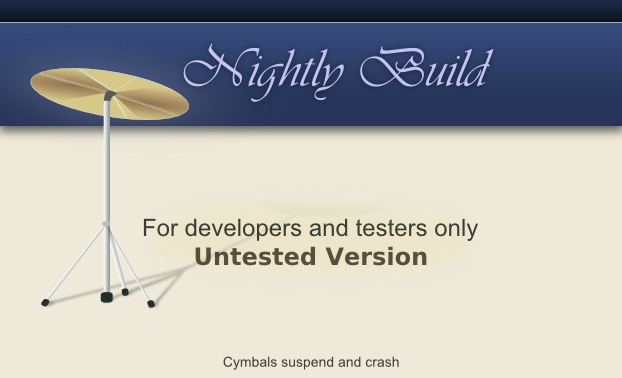 Nightly Build
For developers and testers only
Untested Version
Cymbals suspend and crash